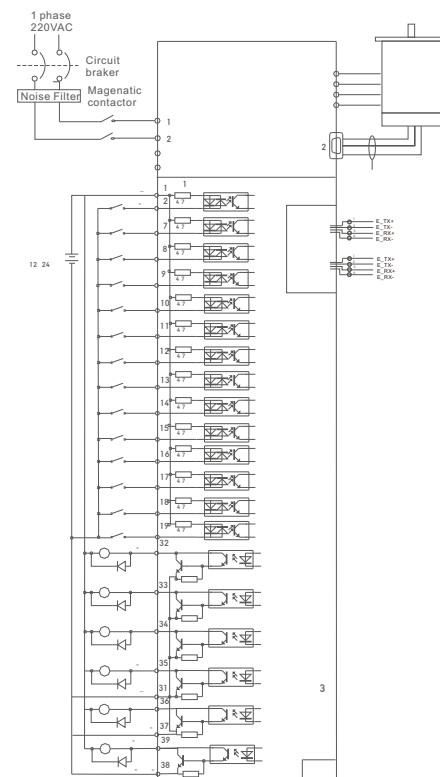 1 phase
220VAC
Circuit
braker
Noise Filter
Magenatic
contactor
1
2
2
1
1
47
2
E_TX+
E_TX-
E_RX+
E_RX-
7
47
8
47
E_TX+
E_TX-
E_RX+
E_RX-
12 24
9
47
10
47
11
47
12
47
13
47
14
47
15
47
16
47
17
47
18
47
19
47
32
33
34
35
31
3
36
37
39
38